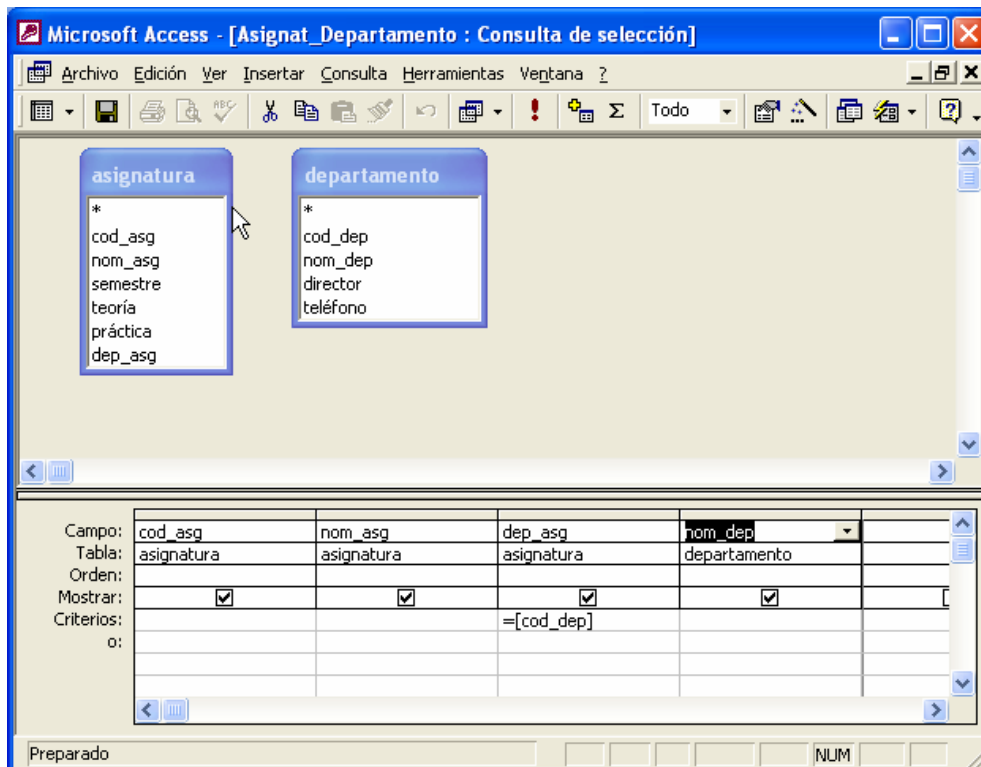 Microsoft Access - [Asignat_Departamento : Consulta de selección]
Archivo Edición Ver Insertar Consulta Herramientas Ventana ?
ABC Σ Todo
asignatura departamento
* *
cod_asg cod_dep
nom_asg nom_dep
semestre director
teoría teléfono
práctica
dep_asg
Campo: cod_asg nom_asg dep_asg nom_dep
Tabla: asignatura asignatura asignatura departamento
Orden:
Mostrar:
Criterios: =[cod_dep]
o:
Preparado NUM